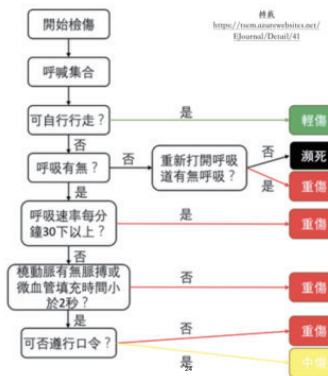 轉載
https://tsem.azurewebsites.net/
EJournal/Detail/41
開始檢傷
呼喊集合
可自行行走？
是
輕傷
否
呼吸有無？
否
重新打開呼吸
道有無呼吸？
否
瀕死
是
重傷
是
呼吸速率每分
鐘30下以上？
是
重傷
否
橈動脈有無脈搏或
微血管填充時間小
於2秒？
否
重傷
是
可否遵行口令？
否
重傷
是
中傷
24